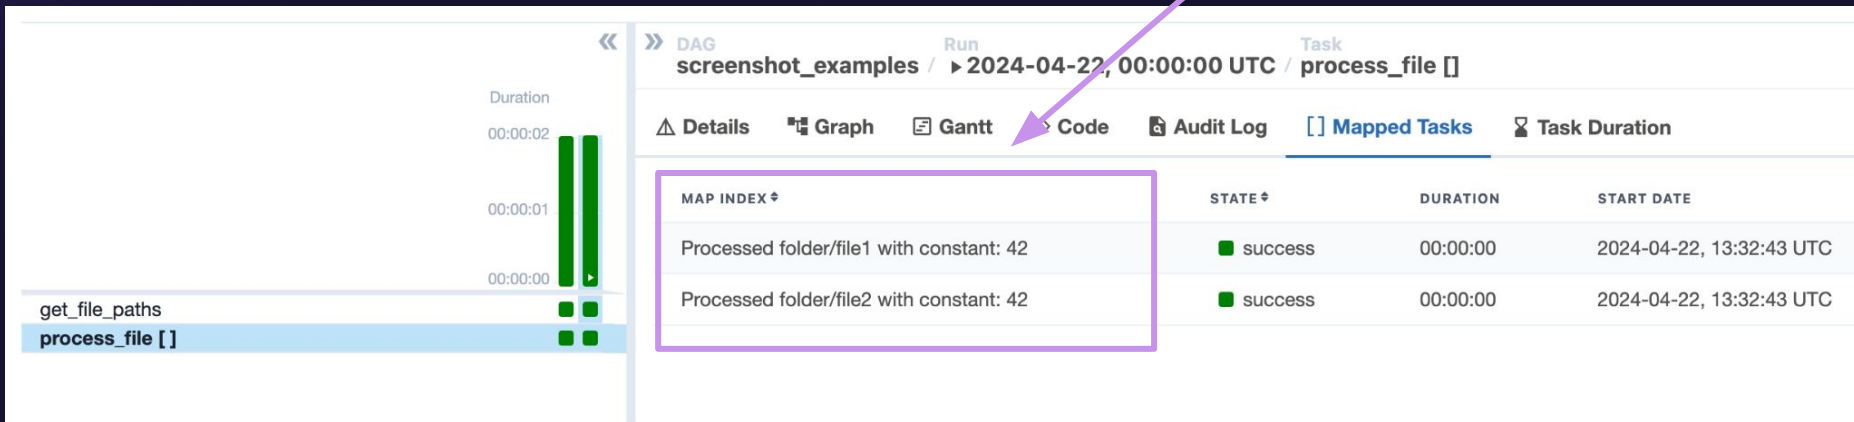 Duration
00:00:02
00:00:01
00:00:00
get_file_paths
process_file [ ]
DAG
screenshot_examples /
Run
2024-04-22, 00:00:00 UTC /
Task
process_file []
Details
Graph
Gantt
Code
Audit Log
[ ] Mapped Tasks
Task Duration
MAP INDEX STATE DURATION START DATE
Processed folder/file1 with constant: 42 success 00:00:00 2024-04-22, 13:32:43 UTC
Processed folder/file2 with constant: 42 success 00:00:00 2024-04-22, 13:32:43 UTC